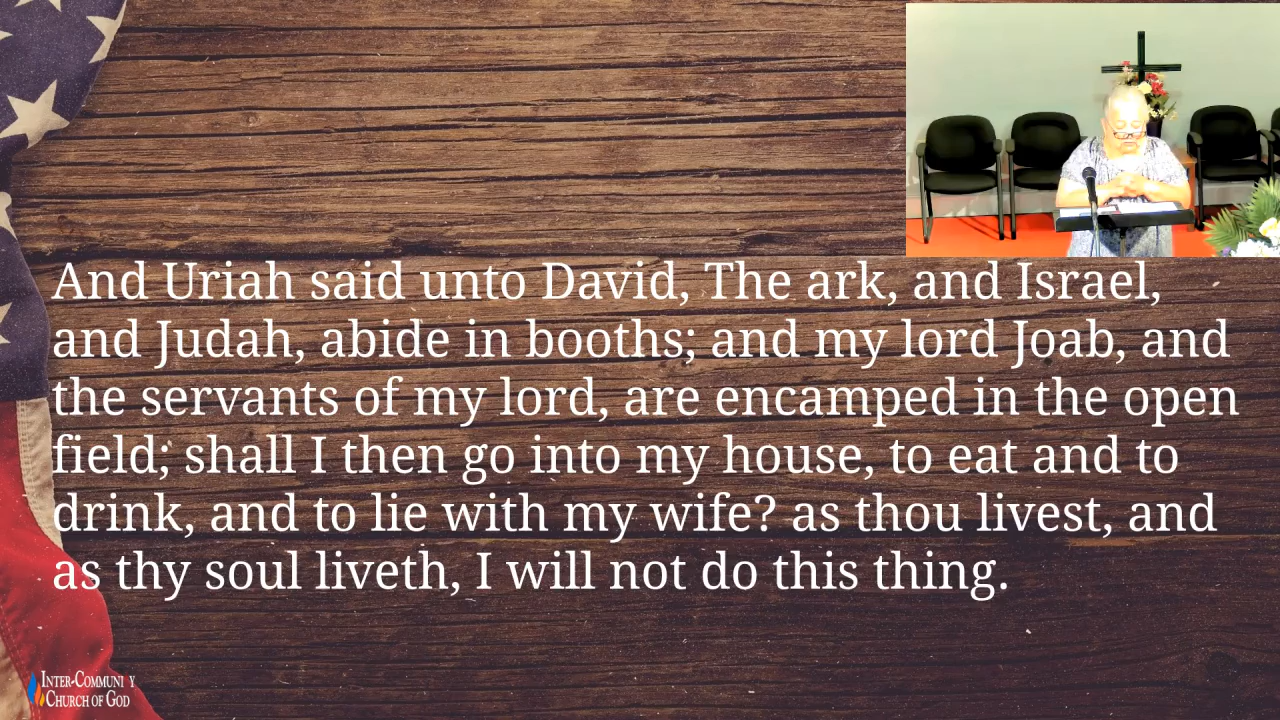 And Uriah said unto David, The ark, and Israel,
and Judah, abide in booths; and my lord Joab, and
the servants of my lord, are encamped in the open
field; shall I then go into my house, to eat and to
drink, and to lie with my wife? as thou livest, and
as thy soul liveth, I will not do this thing.
INTER-COMMUNI Y
CHURCH OF GOD